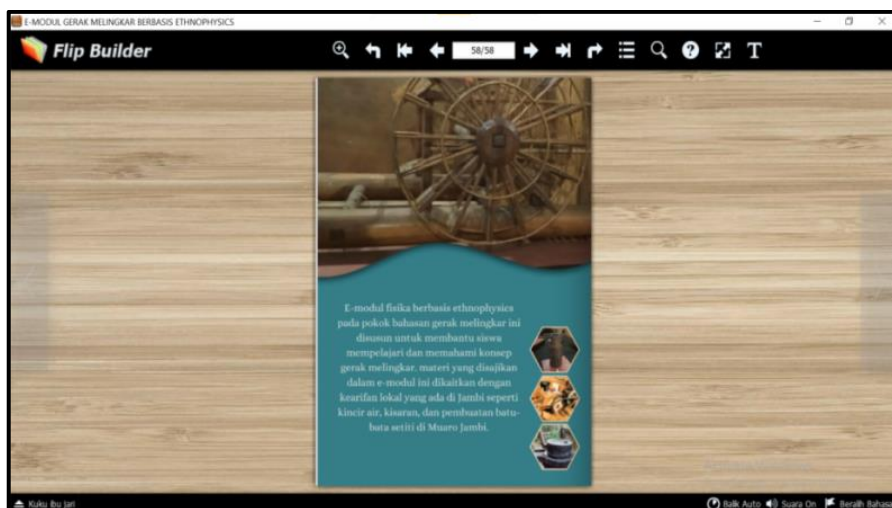 E-MODUL GERAK MELINGKAR BERBASIS ETHNOPHYSICS
Flip Builder
58/58
T
E-modul fisika berbasis ethnophysics
pada pokok bahasan gerak melingkar ini
disusun untuk membantu siswa
mempelajari dan memahami konsep
gerak melingkar. materi yang disajikan
dalam e-modul ini dikaitkan dengan
kearifan lokal yang ada di Jambi seperti
kincir air, kisaran, dan pembuatan batu-
bata setiti di Muaro Jambi.
Kuku ibu jari
Balik Auto
Suara On
Beralih Bahasa